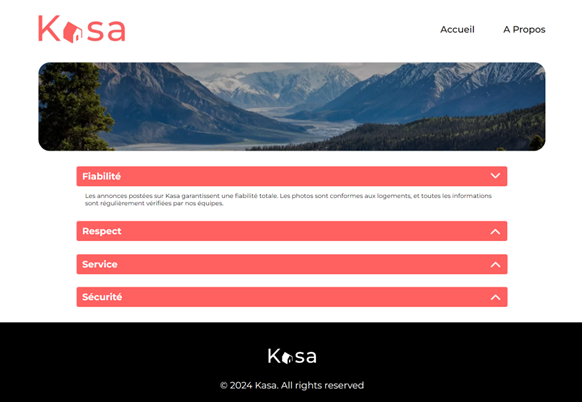 Kasa
Accueil
A Propos
Fiabilité
Les annonces postées sur Kasa garantissent une fiabilité totale. Les photos sont conformes aux logements, et toutes les informations
sont régulièrement vérifiées par nos équipes.
Respect
Service
Sécurité
Kasa
© 2024 Kasa. All rights reserved